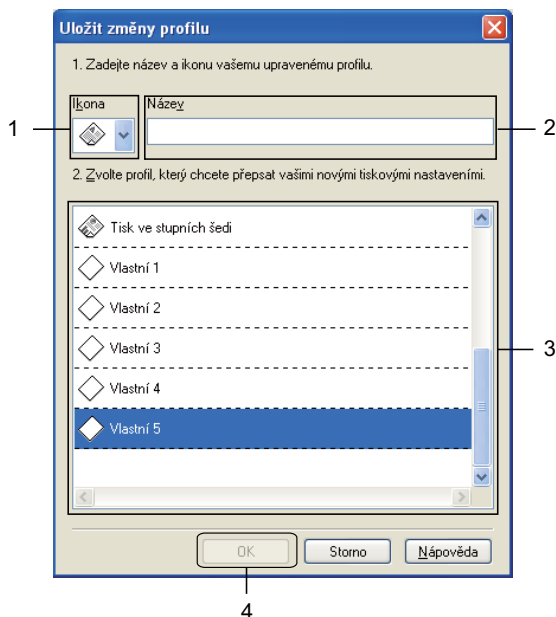 Uložit změny profilu
1. Zadejte název a ikonu vašemu upravenému profilu.
Ikona
Název
1
2
2. Zvolte profil, který chcete přepsat vašimi novými tiskovými nastaveními.
Tisk ve stupních šedi
Vlastní 1
Vlastní 2
Vlastní 3
3
Vlastní 4
Vlastní 5
OK
Storno
Nápověda
4